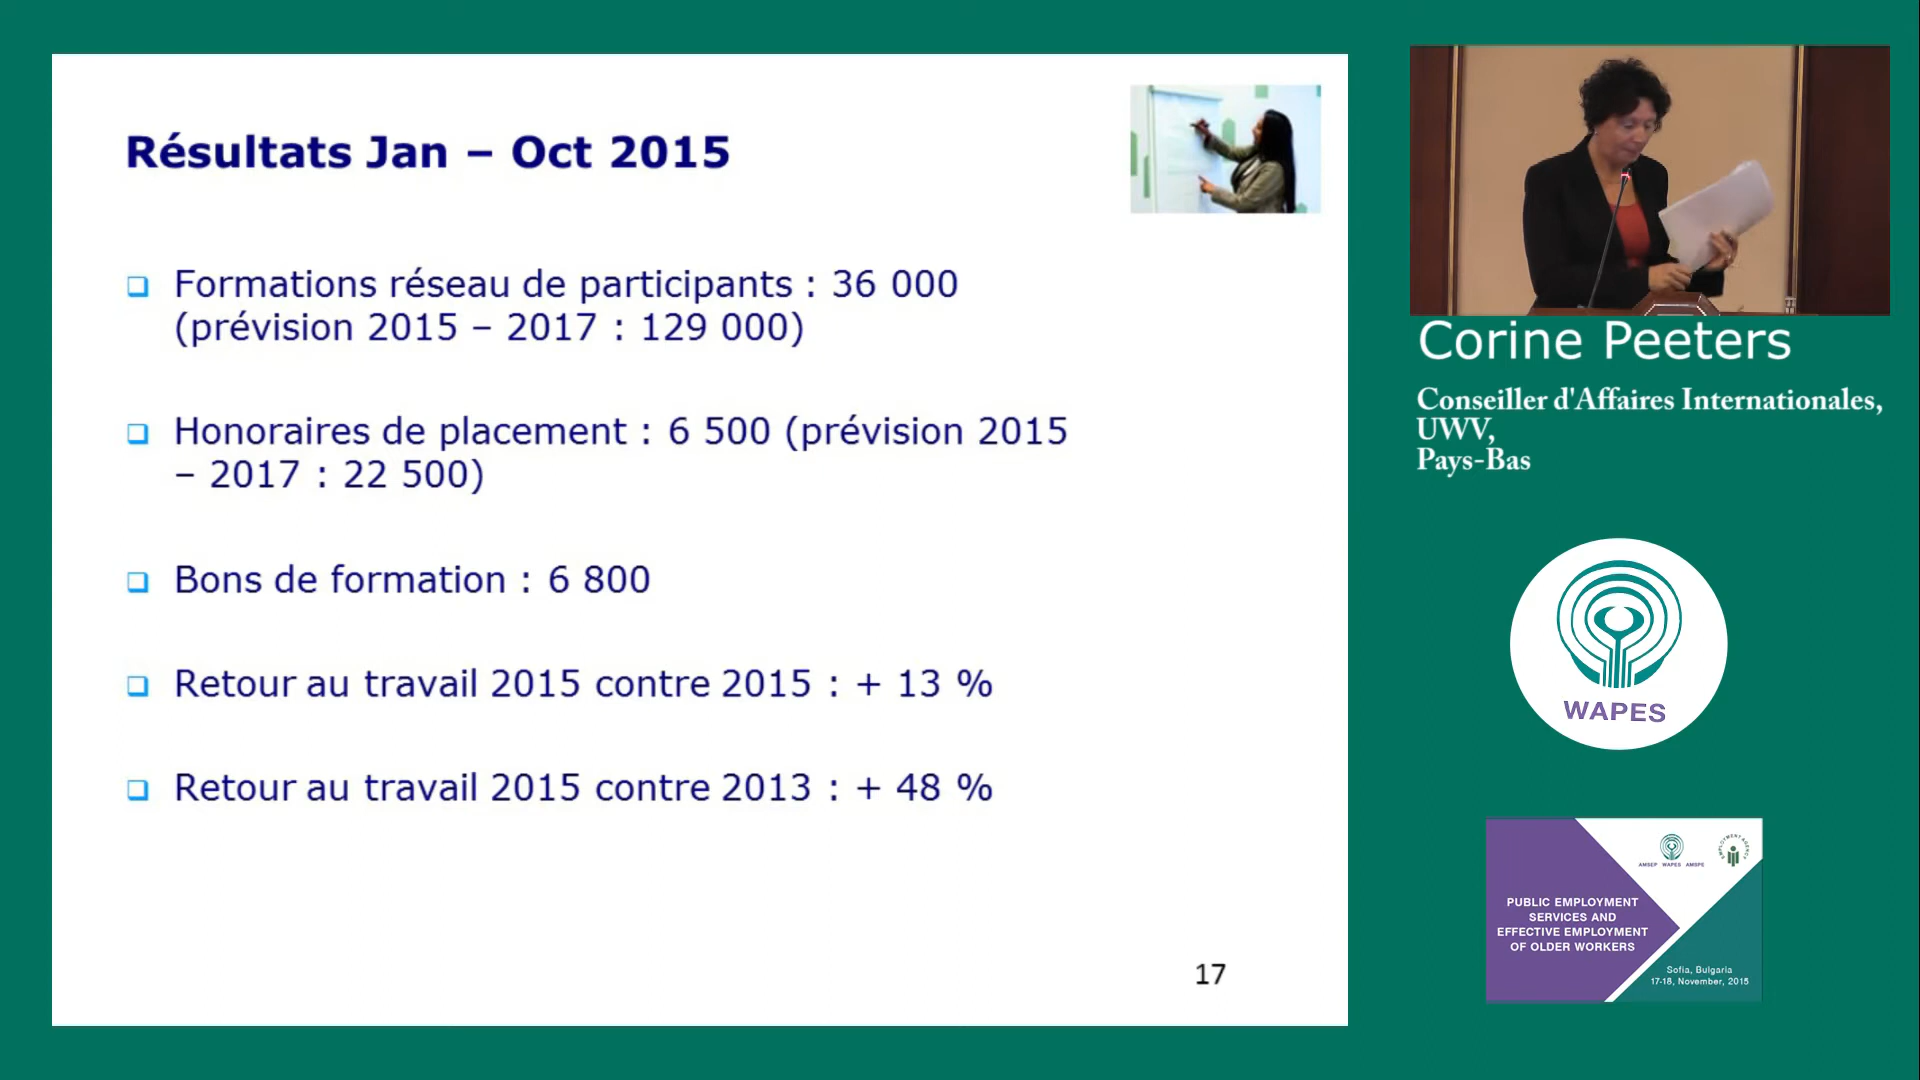 Résultats Jan – Oct 2015
Formations réseau de participants : 36 000
(prévision 2015 – 2017 : 129 000)
Honoraires de placement : 6 500 (prévision 2015
– 2017 : 22 500)
Bons de formation : 6 800
Retour au travail 2015 contre 2015 : + 13 %
Retour au travail 2015 contre 2013 : + 48 %
17
Corine Peeters
Conseiller d'Affaires Internationales,
UWV,
Pays-Bas
WAPES
AMSEP WAPES AMSPE
EMPLOYMENT AGENCY
PUBLIC EMPLOYMENT
SERVICES AND
EFFECTIVE EMPLOYMENT
OF OLDER WORKERS
Sofia, Bulgaria
17-18, November, 2015